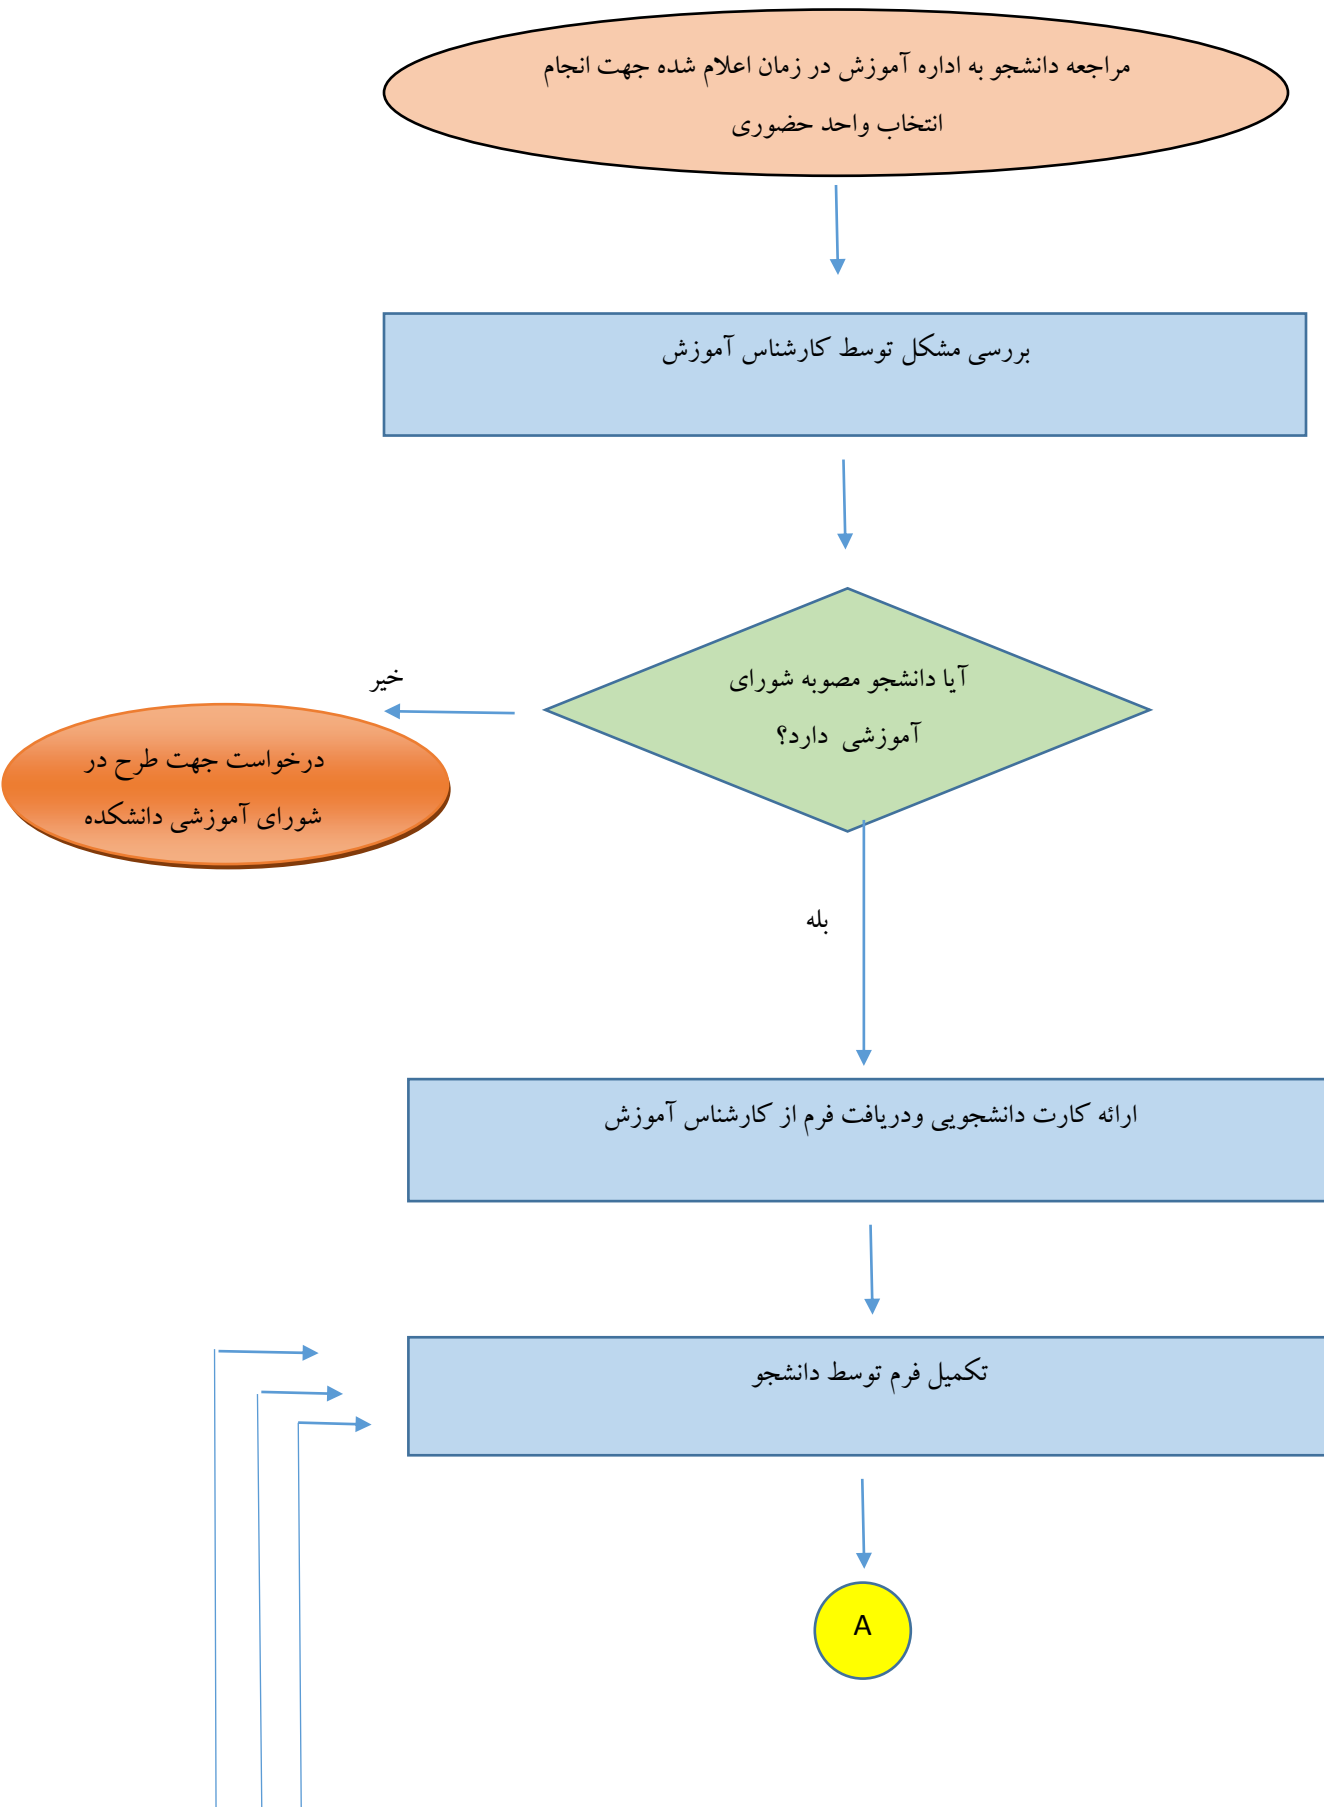 مراجعه دانشجو به اداره آموزش در زمان اعلام شده جهت انجام
انتخاب واحد حضوری
بررسی مشکل توسط کارشناس آموزش
آیا دانشجو مصوبه شورای
آموزشی دارد؟
خیر
درخواست جهت طرح در
شورای آموزشی دانشکده
بله
ارائه کارت دانشجویی ودریافت فرم از کارشناس آموزش
تکمیل فرم توسط دانشجو
A